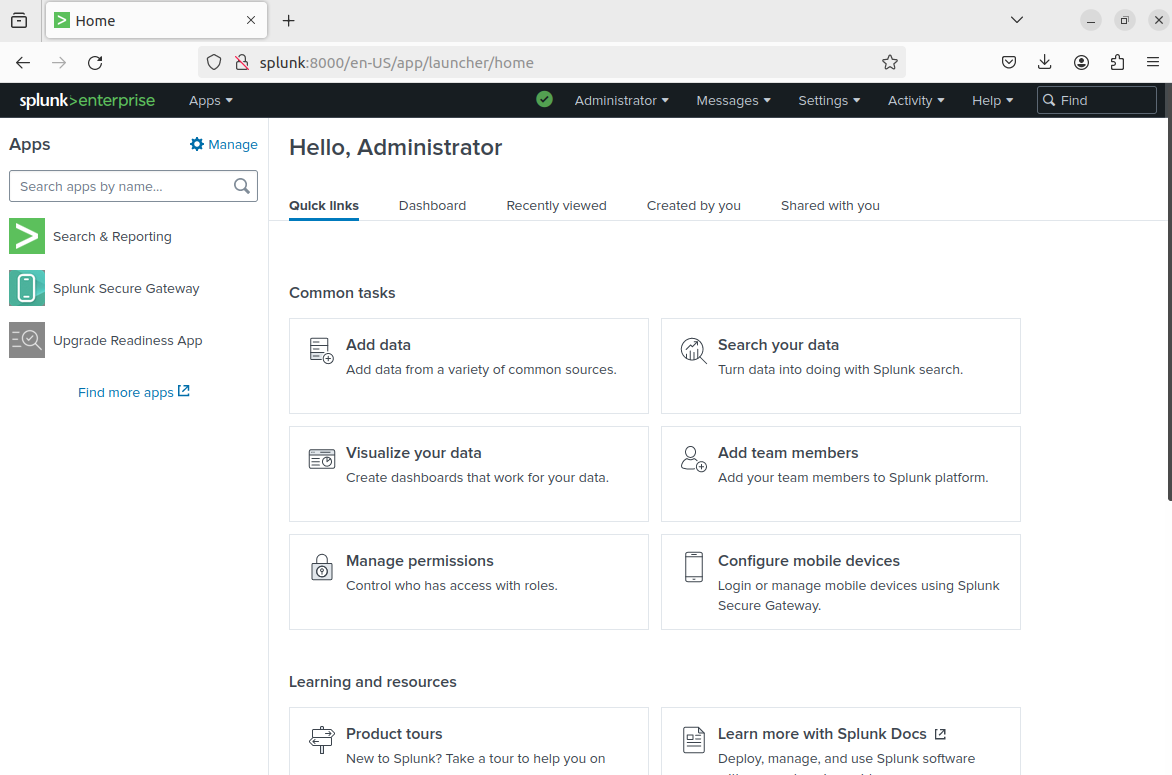 Home
splunk:8000/en-US/app/launcher/home
splunk>enterprise Apps Administrator Messages Settings Activity Help Find
Apps Manage
Search apps by name...
Search & Reporting
Splunk Secure Gateway
Upgrade Readiness App
Find more apps
Hello, Administrator
Quick links Dashboard Recently viewed Created by you Shared with you
Common tasks
Add data
Add data from a variety of common sources.
Search your data
Turn data into doing with Splunk search.
Visualize your data
Create dashboards that work for your data.
Add team members
Add your team members to Splunk platform.
Manage permissions
Control who has access with roles.
Configure mobile devices
Login or manage mobile devices using Splunk
Secure Gateway.
Learning and resources
Product tours
New to Splunk? Take a tour to help you on
Learn more with Splunk Docs
Deploy, manage, and use Splunk software